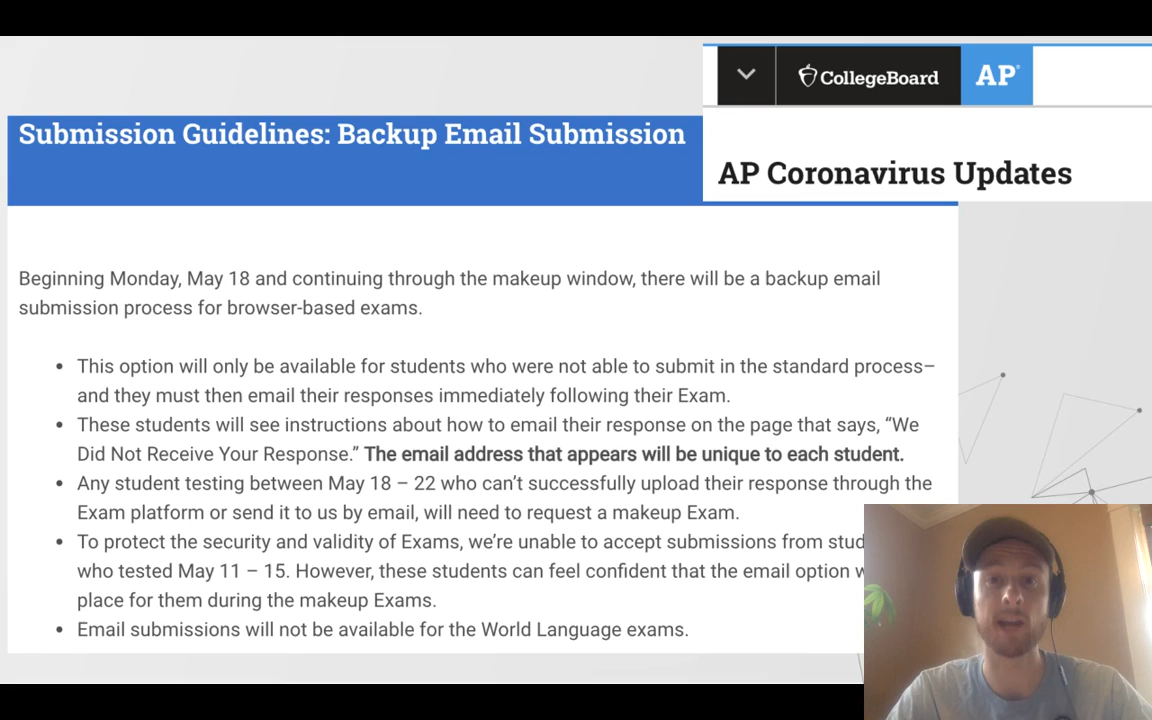 CollegeBoard AP®
Submission Guidelines: Backup Email Submission
AP Coronavirus Updates
Beginning Monday, May 18 and continuing through the makeup window, there will be a backup email
submission process for browser-based exams.
• This option will only be available for students who were not able to submit in the standard process–
and they must then email their responses immediately following their Exam.
• These students will see instructions about how to email their response on the page that says, “We
Did Not Receive Your Response.” The email address that appears will be unique to each student.
• Any student testing between May 18 – 22 who can’t successfully upload their response through the
Exam platform or send it to us by email, will need to request a makeup Exam.
• To protect the security and validity of Exams, we’re unable to accept submissions from
who tested May 11 – 15. However, these students can feel confident that the email option
place for them during the makeup Exams.
• Email submissions will not be available for the World Language exams.